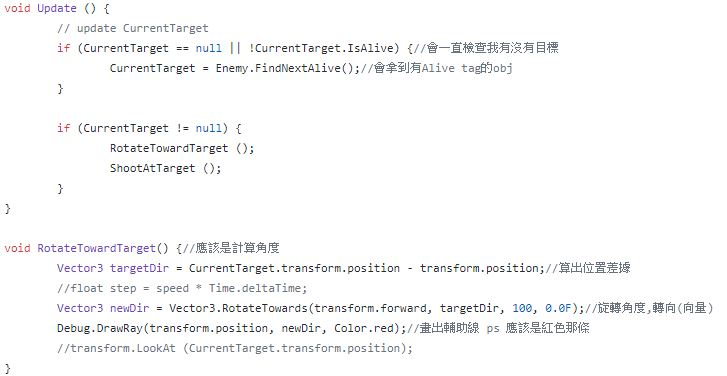 void Update () {
// update CurrentTarget
if (CurrentTarget == null || !CurrentTarget.IsAlive) {//會一直檢查我有沒有目標
CurrentTarget = Enemy.FindNextAlive();//會拿到有Alive tag的obj
}
if (CurrentTarget != null) {
RotateTowardTarget ();
ShootAtTarget ();
}
}
void RotateTowardTarget() {//應該是計算角度
Vector3 targetDir = CurrentTarget.transform.position - transform.position;//算出位置差據
//float step = speed * Time.deltaTime;
Vector3 newDir = Vector3.RotateTowards(transform.forward, targetDir, 100, 0.0F);//旋轉角度,轉向(向量)
Debug.DrawRay(transform.position, newDir, Color.red);//畫出輔助線 ps 應該是紅色那條
//transform.LookAt (CurrentTarget.transform.position);
}